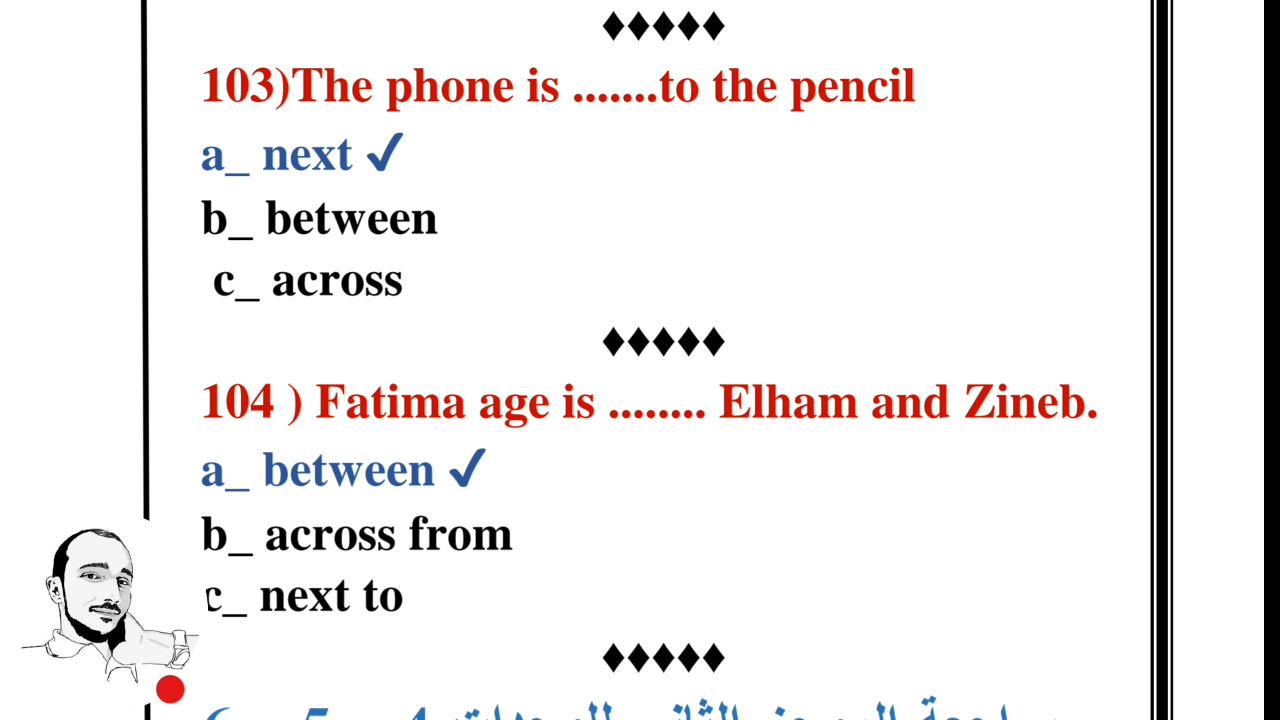 ♦♦♦♦♦
103)The phone is .......to the pencil
a_ next ✓
b_ between
c_ across
♦♦♦♦♦
104 ) Fatima age is ........ Elham and Zineb.
a_ between ✓
b_ across from
c_ next to
♦♦♦♦♦